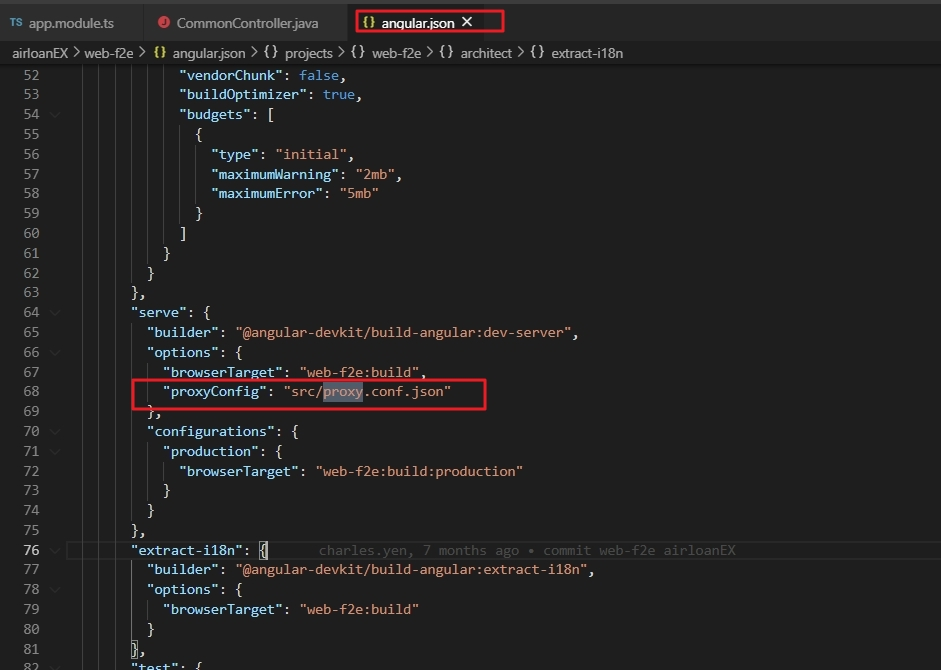 TS app.module.ts CommonController.java {} angular.json ×
airloanEX > web-f2e > {} angular.json > {} projects > {} web-f2e > {} architect > {} extract-i18n
52 "vendorChunk": false,
53 "buildOptimizer": true,
54 "budgets": [
55 {
56 "type": "initial",
57 "maximumWarning": "2mb",
58 "maximumError": "5mb"
59 }
60 ]
61 }
62 }
63 },
64 "serve": {
65 "builder": "@angular-devkit/build-angular:dev-server",
66 "options": {
67 "browserTarget": "web-f2e:build",
68 "proxyConfig": "src/proxy.conf.json"
69 },
70 "configurations": {
71 "production": {
72 "browserTarget": "web-f2e:build:production"
73 }
74 }
75 },
76 "extract-i18n": { charles.yen, 7 months ago • commit web-f2e airloanEX
77 "builder": "@angular-devkit/build-angular:extract-i18n",
78 "options": {
79 "browserTarget": "web-f2e:build"
80 }
81 },
82 "test": {